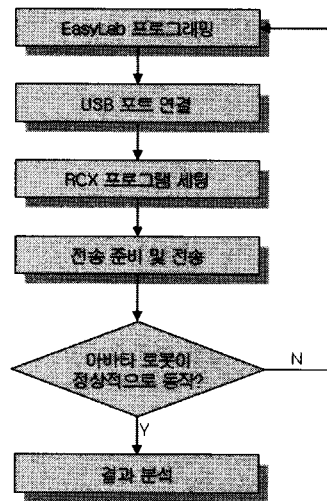 EasyLab 프로그래밍
USB 포트 연결
RCX 프로그램 세팅
전송 준비 및 전송
아바타 로봇이
정상적으로 동작?
N
Y
결과 분석